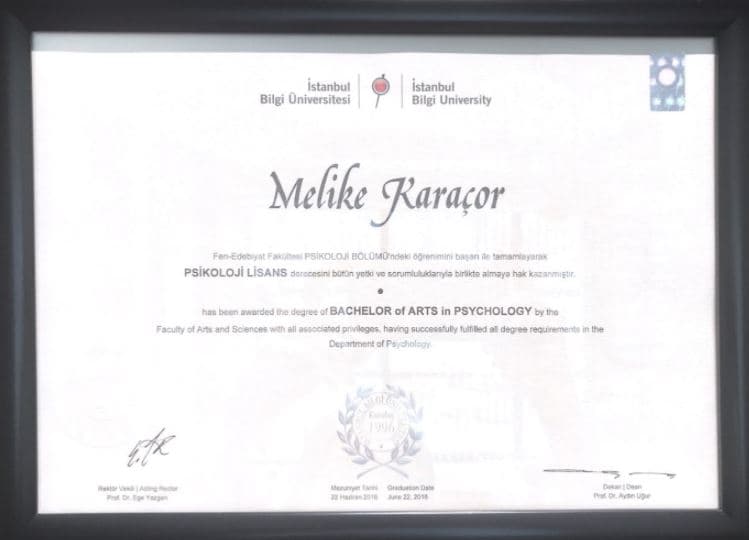 İstanbul
Bilgi Üniversitesi
İstanbul
Bilgi University
Melike Karaçor
Fen-Edebiyat Fakültesi PSİKOLOJİ BÖLÜMÜ'ndeki öğrenimini başarı ile tamamlayarak
PSİKOLOJİ LİSANS derecesini bütün yetki ve sorumluluklarıyla birlikte almaya hak kazanmıştır.
has been awarded the degree of BACHELOR of ARTS in PSYCHOLOGY by the
Faculty of Arts and Sciences with all associated privileges, having successfully fulfilled all degree requirements in the
Department of Psychology.
Kuruluş
1996
Rektör Vekili | Acting Rector
Prof. Dr. Ege Yazgan
Mezuniyet Tarihi Graduation Date
22 Haziran 2016 June 22, 2016
Dekan | Dean
Prof. Dr. Aydın Uğur